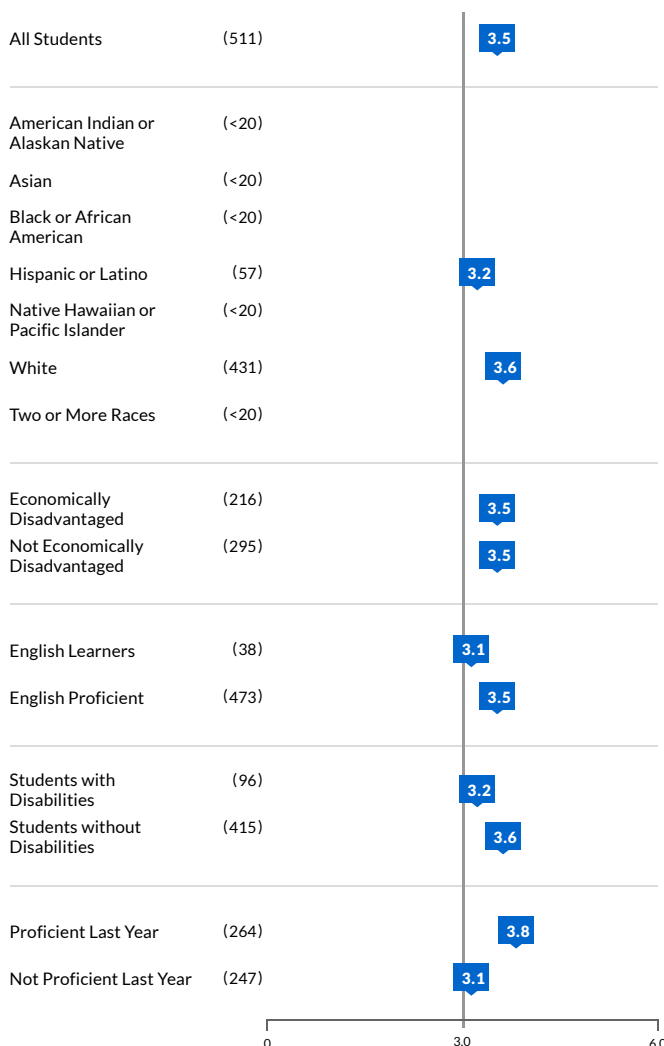 All Students (511) 3.5
American Indian or (<20)
Alaskan Native
Asian (<20)
Black or African (<20)
American
Hispanic or Latino (57) 3.2
Native Hawaiian or (<20)
Pacific Islander
White (431) 3.6
Two or More Races (<20)
Economically (216) 3.5
Disadvantaged
Not Economically (295) 3.5
Disadvantaged
English Learners (38) 3.1
English Proficient (473) 3.5
Students with (96) 3.2
Disabilities
Students without (415) 3.6
Disabilities
Proficient Last Year (264) 3.8
Not Proficient Last Year (247) 3.1
0 3.0 6.0